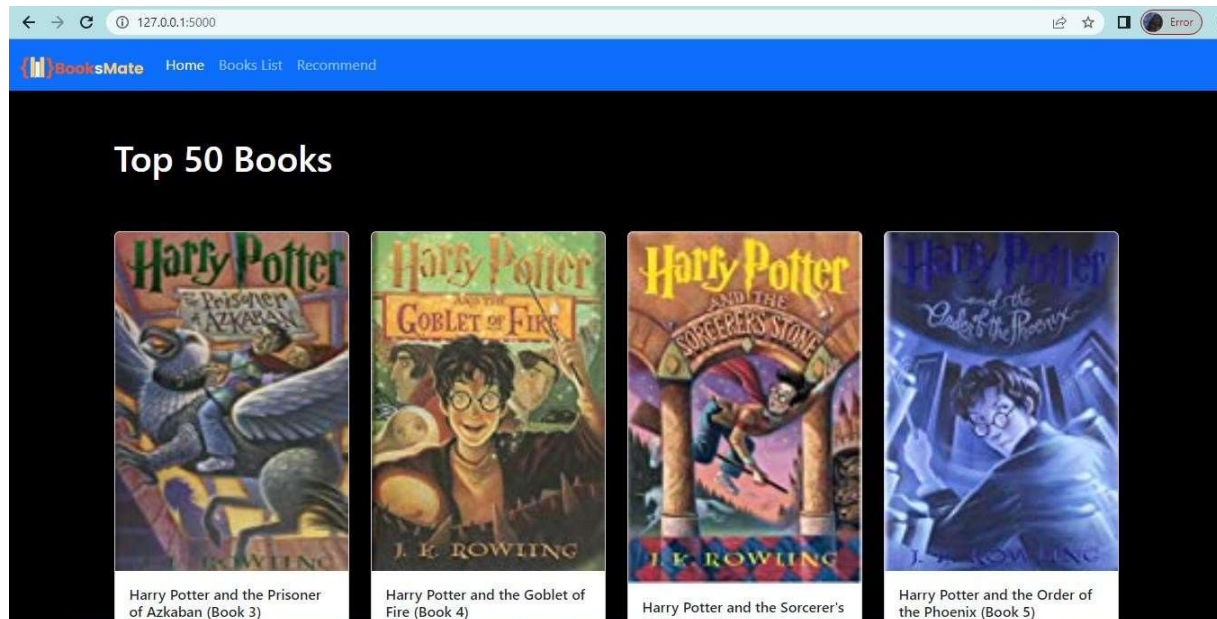 127.0.0.1:5000
Error
{}BooksMate Home Books List Recommend
Top 50 Books
Harry Potter
Prisoner
of AZKABAN
Harry Potter
AND THE
GOBLET OF FIRE
J. K. ROWLING
Harry Potter
AND THE
SORCERER'S STONE
J. K. ROWLING
Harry Potter
and the
Order of the Phoenix
J. K. ROWLING
Harry Potter and the Prisoner
of Azkaban (Book 3)
Harry Potter and the Goblet of
Fire (Book 4)
Harry Potter and the Sorcerer's
Harry Potter and the Order of
the Phoenix (Book 5)